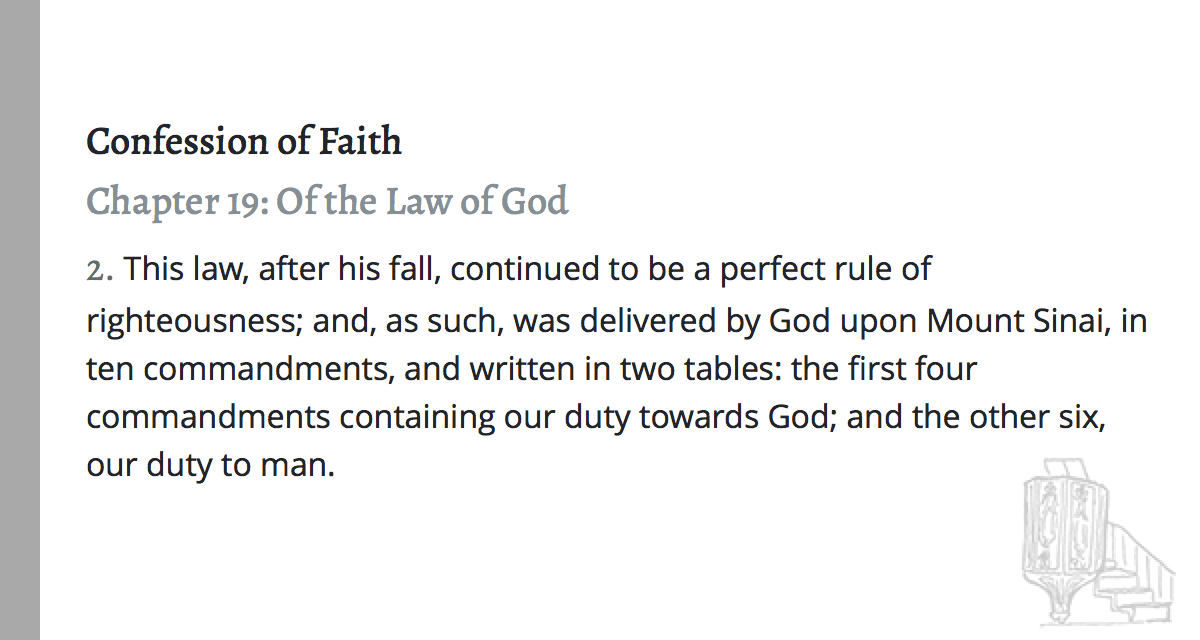 Confession of Faith
Chapter 19: Of the Law of God
2. This law, after his fall, continued to be a perfect rule of
righteousness; and, as such, was delivered by God upon Mount Sinai, in
ten commandments, and written in two tables: the first four
commandments containing our duty towards God; and the other six,
our duty to man.